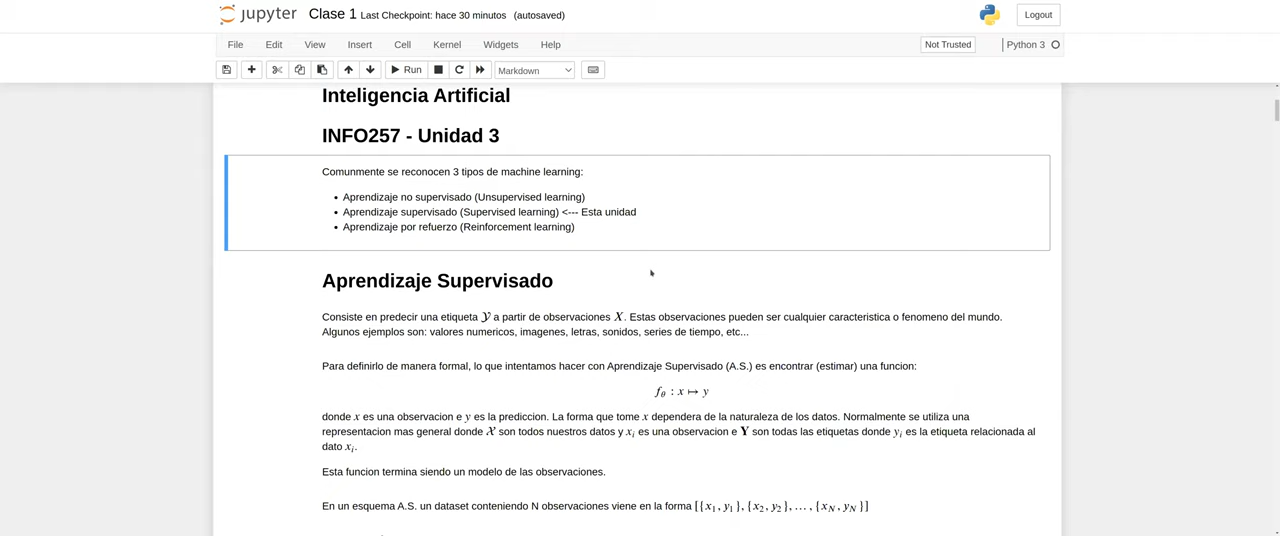 jupyter Clase 1 Last Checkpoint: hace 30 minutos (autosaved) Logout
File Edit View Insert Cell Kernel Widgets Help Not Trusted Python 3
Run Markdown
Inteligencia Artificial
INFO257 - Unidad 3
Comunmente se reconocen 3 tipos de machine learning:
• Aprendizaje no supervisado (Unsupervised learning)
• Aprendizaje supervisado (Supervised learning) <--- Esta unidad
• Aprendizaje por refuerzo (Reinforcement learning)
Aprendizaje Supervisado
Consiste en predecir una etiqueta 𝒴 a partir de observaciones X. Estas observaciones pueden ser cualquier caracteristica o fenomeno del mundo.
Algunos ejemplos son: valores numericos, imagenes, letras, sonidos, series de tiempo, etc...
Para definirlo de manera formal, lo que intentamos hacer con Aprendizaje Supervisado (A.S.) es encontrar (estimar) una funcion:
f_θ : x ↦ y
donde x es una observacion e y es la prediccion. La forma que tome x dependera de la naturaleza de los datos. Normalmente se utiliza una
representacion mas general donde 𝒳 son todos nuestros datos y x_i es una observacion e Y son todas las etiquetas donde y_i es la etiqueta relacionada al
dato x_i.
Esta funcion termina siendo un modelo de las observaciones.
En un esquema A.S. un dataset conteniendo N observaciones viene en la forma [{x_1, y_1}, {x_2, y_2}, ..., {x_N, y_N}]